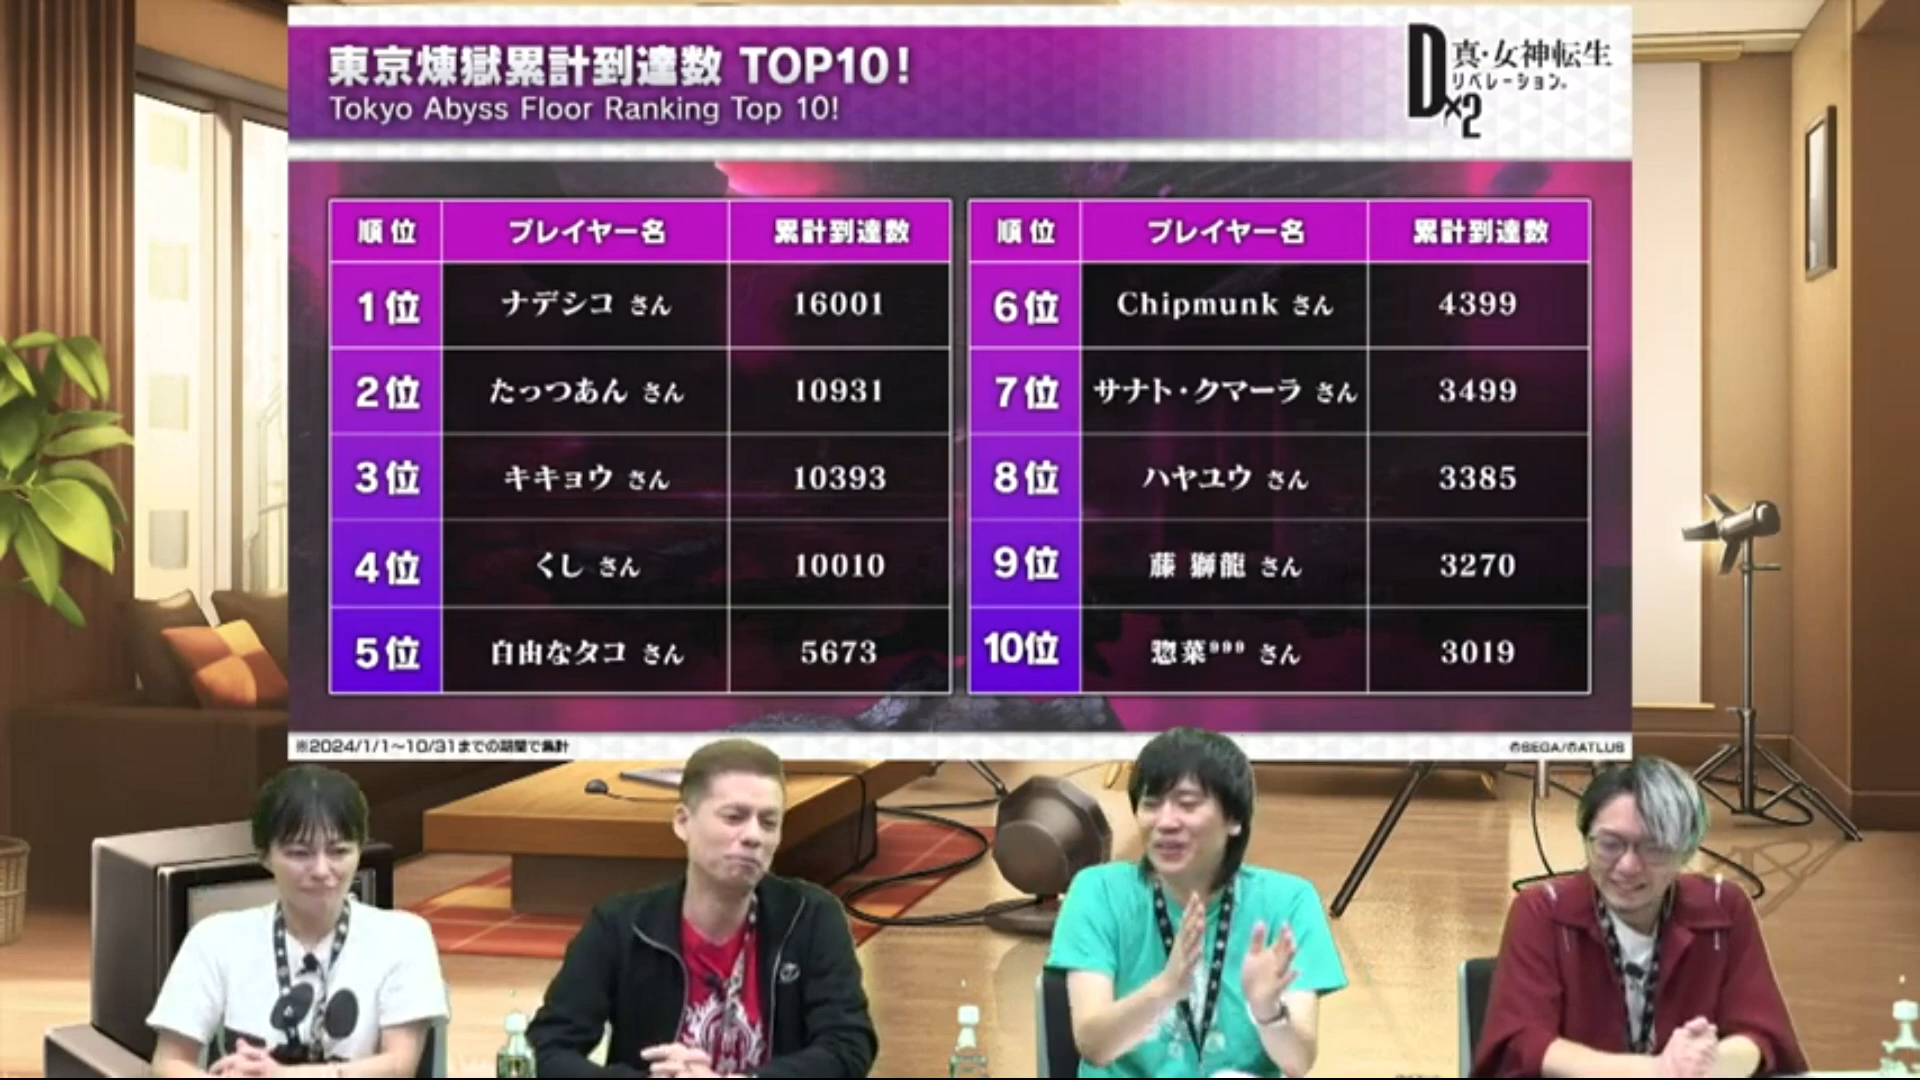 東京煉獄累計到達数 TOP10!
Tokyo Abyss Floor Ranking Top 10!
D×2 真・女神転生
リベレーション。
順位 プレイヤー名 累計到達数
1位 ナデシコ さん 16001
2位 たっつあん さん 10931
3位 キキョウ さん 10393
4位 くし さん 10010
5位 自由なタコ さん 5673
順位 プレイヤー名 累計到達数
6位 Chipmunk さん 4399
7位 サナト・クマーラ さん 3499
8位 ハヤユウ さん 3385
9位 藤 獅龍 さん 3270
10位 惣菜⁹⁹⁹ さん 3019
※2024/1/1~10/31までの期間で集計
©SEGA/©ATLUS